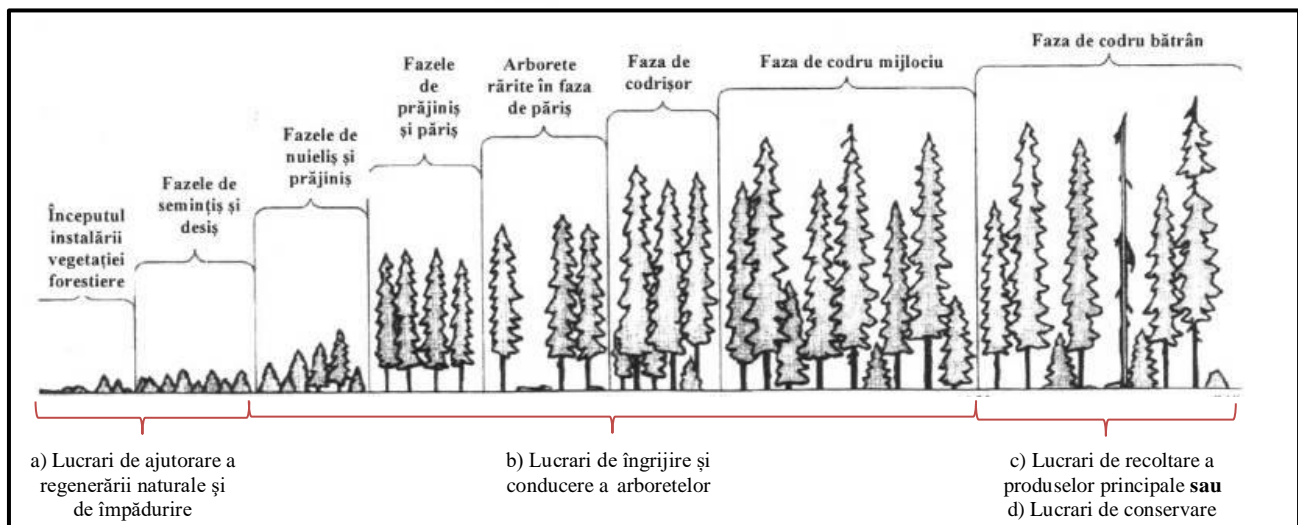 Începutul
instalării
vegetației
forestiere
Fazele de
semințiș și
desiș
Fazele de
nuieliș și
prăjiniș
Fazele
de
prăjiniș
și păriș
Arborete
rărite în faza
de păriș
Faza de
codrișor
Faza de codru mijlociu
Faza de codru bătrân
a) Lucrari de ajutorare a
regenerării naturale şi
de împădurire
b) Lucrari de îngrijire și
conducere a arboretelor
c) Lucrari de recoltare a
produselor principale sau
d) Lucrari de conservare